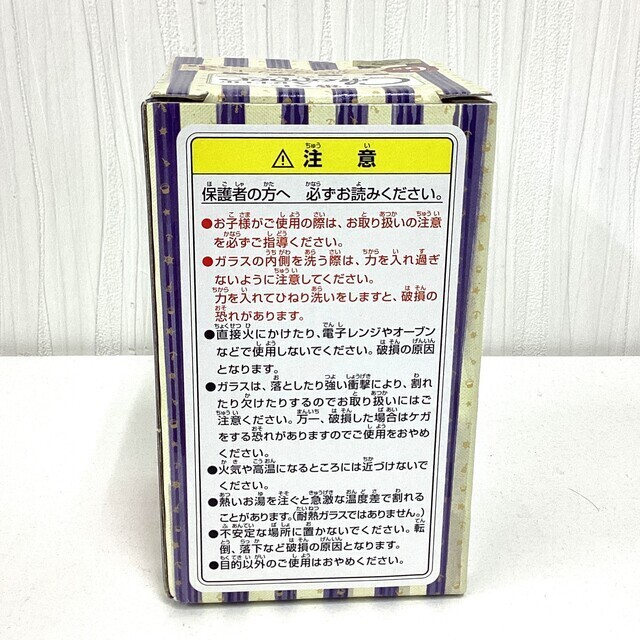 ⚠注意
保護者の方へ 必ずお読みください。
●お子様がご使用の際は、お取り扱いの注意
を必ずご指導ください。
●ガラスの内側を洗う際は、力を入れ過ぎ
ないように注意してください。
力を入れてひねり洗いをしますと、破損の
恐れがあります。
●直接火にかけたり、電子レンジやオーブン
などで使用しないでください。破損の原因
となります。
●ガラスは、落としたり強い衝撃により、割れ
たり欠けたりするのでお取り扱いにはご
注意ください。万一、破損した場合はケガ
をする恐れがありますのでご使用をおやめ
ください。
●火気や高温になるところには近づけないで
ください。
●熱いお湯を注ぐと急激な温度差で割れる
ことがあります。(耐熱ガラスではありません。)
●不安定な場所に置かないでください。転
倒、落下など破損の原因となります。
●目的以外のご使用はおやめください。